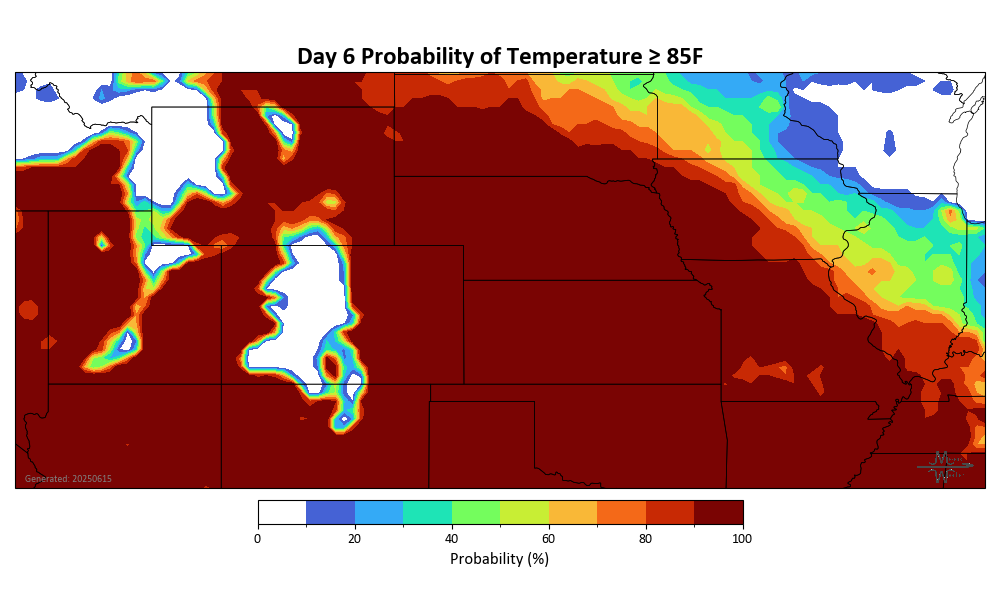 Day 6 Probability of Temperature ≥ 85F
Generated: 20250615
0 20 40 60 80 100
Probability (%)